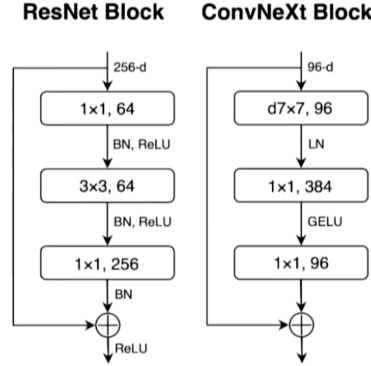 ResNet Block
256-d
1×1, 64
BN, ReLU
3×3, 64
BN, ReLU
1×1, 256
BN
ReLU
ConvNeXt Block
96-d
d7×7, 96
LN
1×1, 384
GELU
1×1, 96